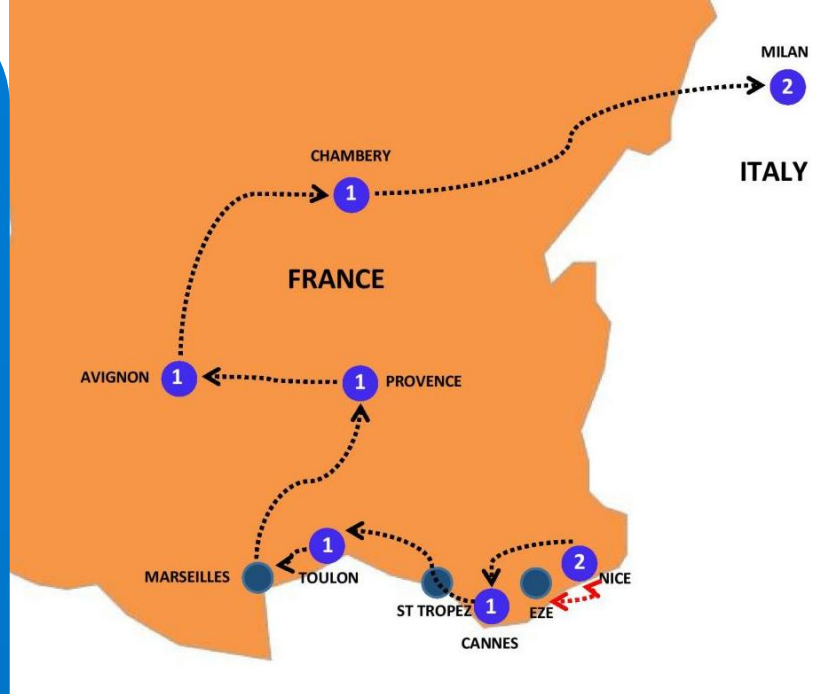 MILAN
2
ITALY
CHAMBERY
1
FRANCE
AVIGNON
1
1
PROVENCE
1
2
MARSEILLES
TOULON
NICE
ST TROPEZ
1
EZE
CANNES